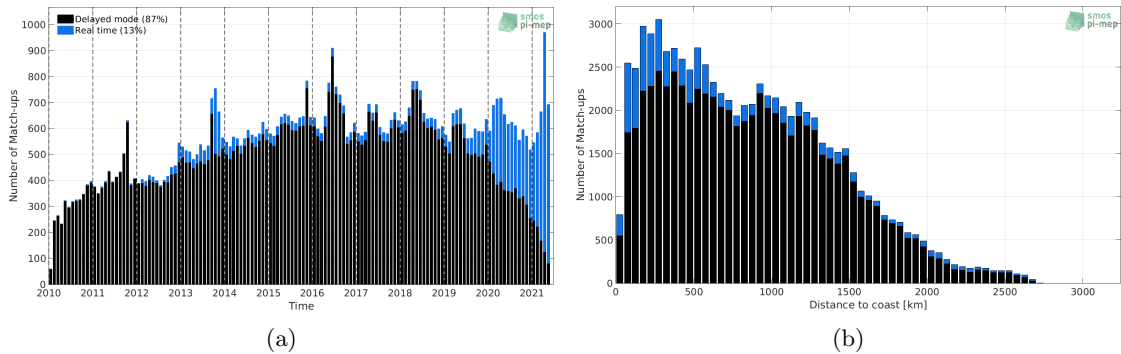 Delayed mode (87%)
Real time (13%)
smos
pi-mep
Number of Match-ups
1000
900
800
700
600
500
400
300
200
100
0
2010 2011 2012 2013 2014 2015 2016 2017 2018 2019 2020 2021
Time
(a)
smos
pi-mep
Number of Match-ups
3000
2500
2000
1500
1000
500
0
0 500 1000 1500 2000 2500 3000
Distance to coast [km]
(b)